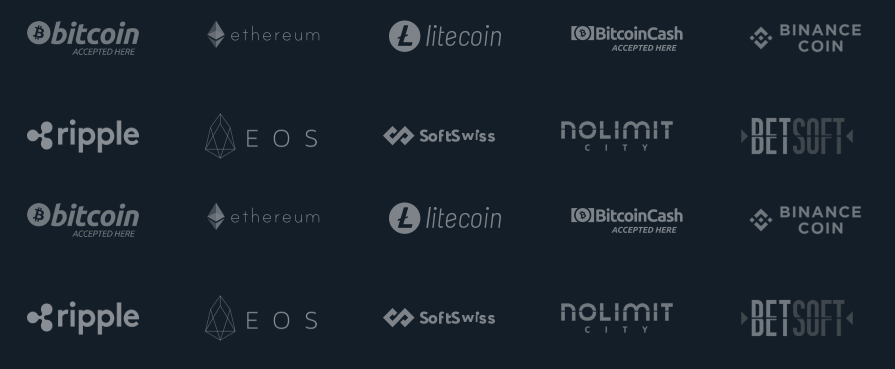 bitcoin
ACCEPTED HERE
ethereum
litecoin
BitcoinCash
ACCEPTED HERE
BINANCE
COIN
ripple
EOS
SoftSwiss
NOLIMIT
CITY
BETSOFT
bitcoin
ACCEPTED HERE
ethereum
litecoin
BitcoinCash
ACCEPTED HERE
BINANCE
COIN
ripple
EOS
SoftSwiss
NOLIMIT
CITY
BETSOFT